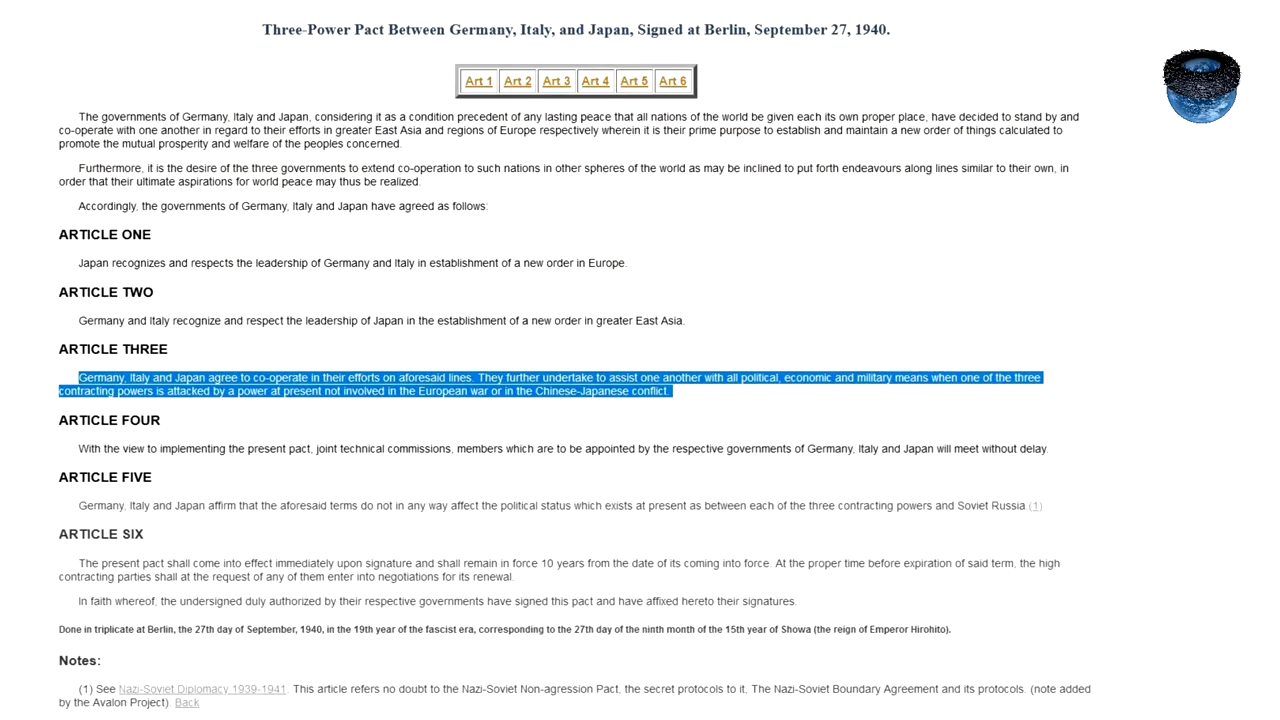 Three-Power Pact Between Germany, Italy, and Japan, Signed at Berlin, September 27, 1940.
Art 1 Art 2 Art 3 Art 4 Art 5 Art 6
The governments of Germany, Italy and Japan, considering it as a condition precedent of any lasting peace that all nations of the world be given each its own proper place, have decided to stand by and
co-operate with one another in regard to their efforts in greater East Asia and regions of Europe respectively wherein it is their prime purpose to establish and maintain a new order of things calculated to
promote the mutual prosperity and welfare of the peoples concerned.
Furthermore, it is the desire of the three governments to extend co-operation to such nations in other spheres of the world as may be inclined to put forth endeavours along lines similar to their own, in
order that their ultimate aspirations for world peace may thus be realized.
Accordingly, the governments of Germany, Italy and Japan have agreed as follows:
ARTICLE ONE
Japan recognizes and respects the leadership of Germany and Italy in establishment of a new order in Europe.
ARTICLE TWO
Germany and Italy recognize and respect the leadership of Japan in the establishment of a new order in greater East Asia.
ARTICLE THREE
Germany, Italy and Japan agree to co-operate in their efforts on aforesaid lines. They further undertake to assist one another with all political, economic and military means when one of the three
contracting powers is attacked by a power at present not involved in the European war or in the Chinese-Japanese conflict.
ARTICLE FOUR
With the view to implementing the present pact, joint technical commissions, members which are to be appointed by the respective governments of Germany, Italy and Japan will meet without delay.
ARTICLE FIVE
Germany, Italy and Japan affirm that the aforesaid terms do not in any way affect the political status which exists at present as between each of the three contracting powers and Soviet Russia (1)
ARTICLE SIX
The present pact shall come into effect immediately upon signature and shall remain in force 10 years from the date of its coming into force. At the proper time before expiration of said term, the high
contracting parties shall at the request of any of them enter into negotiations for its renewal.
In faith whereof, the undersigned duly authorized by their respective governments have signed this pact and have affixed hereto their signatures.
Done in triplicate at Berlin, the 27th day of September, 1940, in the 19th year of the fascist era, corresponding to the 27th day of the ninth month of the 15th year of Showa (the reign of Emperor Hirohito).
Notes:
(1) See Nazi-Soviet Diplomacy 1939-1941. This article refers no doubt to the Nazi-Soviet Non-agression Pact, the secret protocols to it, The Nazi-Soviet Boundary Agreement and its protocols. (note added
by the Avalon Project). Back